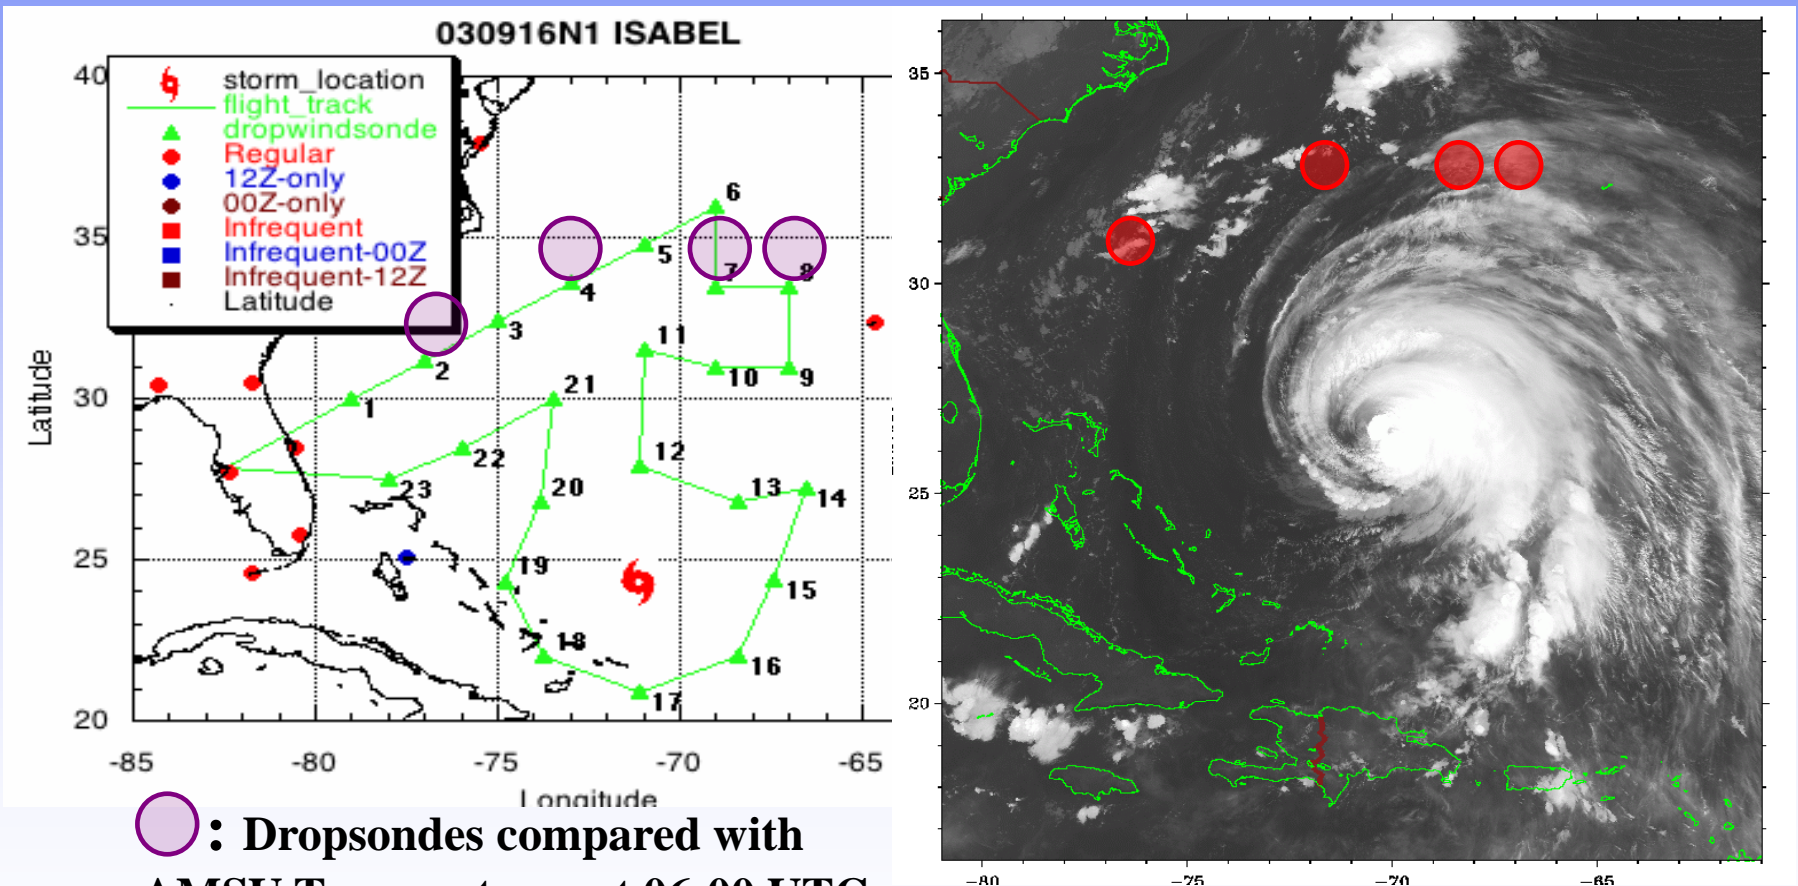 030916N1 ISABEL
storm_location
flight_track
dropwindsonde
Regular
12Z-only
00Z-only
Infrequent
Infrequent-00Z
Infrequent-12Z
Latitude
40
35
30
25
20
Latitude
-85 -80 -75 -70 -65
Longitude
1
2
3
4
5
6
7
8
9
10
11
12
13
14
15
16
17
18
19
20
21
22
23
: Dropsondes compared with
35
30
25
20
-80 -75 -70 -65